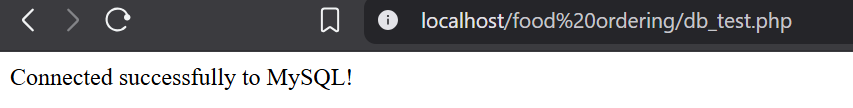 localhost/food%20ordering/db_test.php
Connected successfully to MySQL!